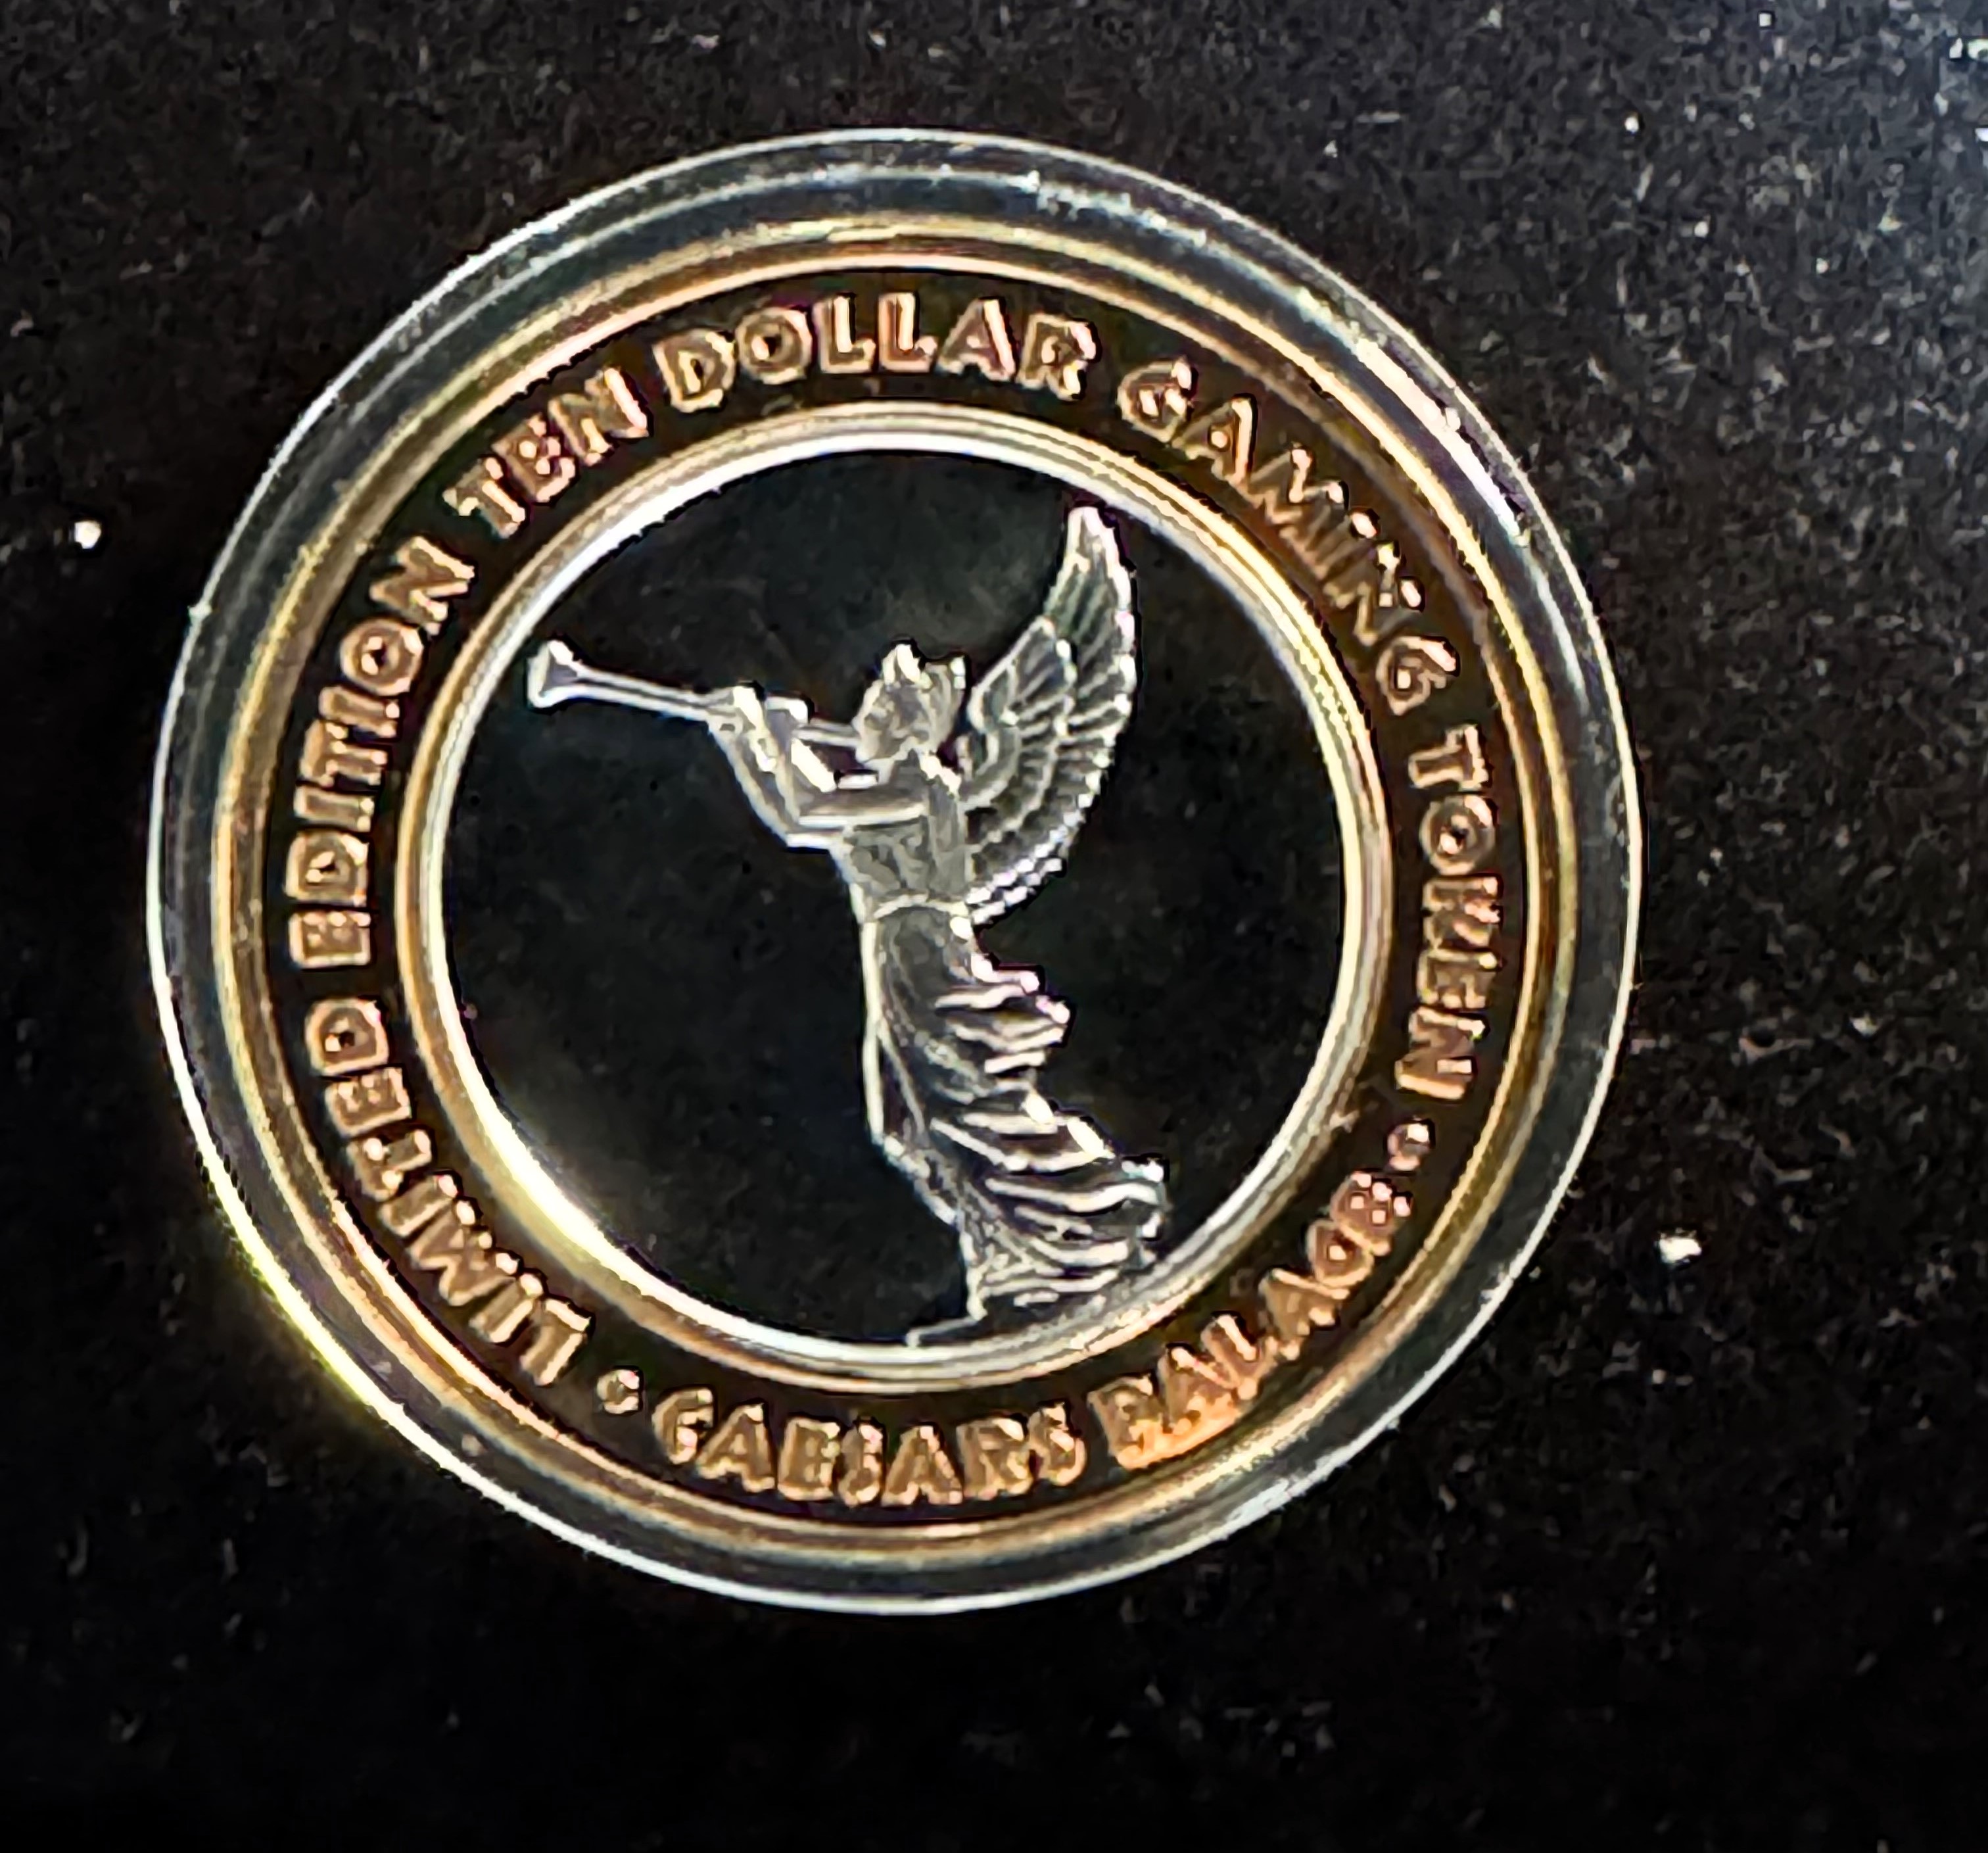 LIMITED EDITION TEN DOLLAR GAMING TOKEN
CAESARS PALACE